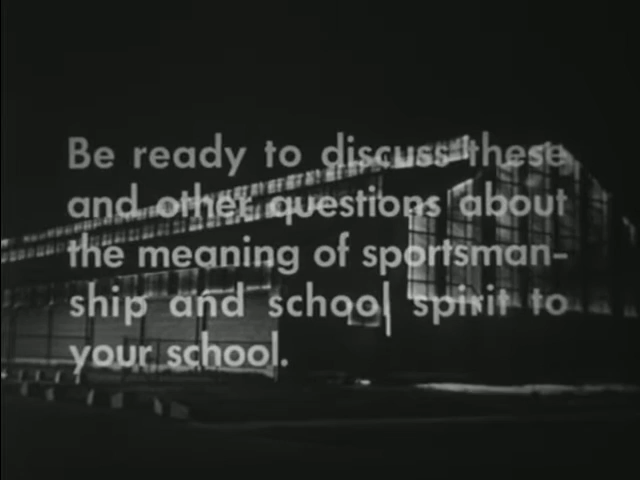 Be ready to discuss these
and other questions about
the meaning of sportsman-
ship and school spirit to
your school.